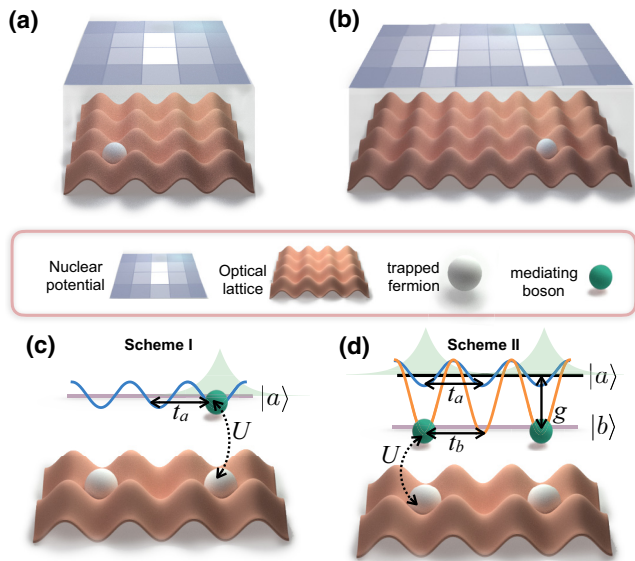 (a)
(b)
Nuclear potential
Optical lattice
trapped fermion
mediating boson
(c)
Scheme I
|a⟩
t_a
U
(d)
Scheme II
|a⟩
t_a
g
U
t_b
|b⟩